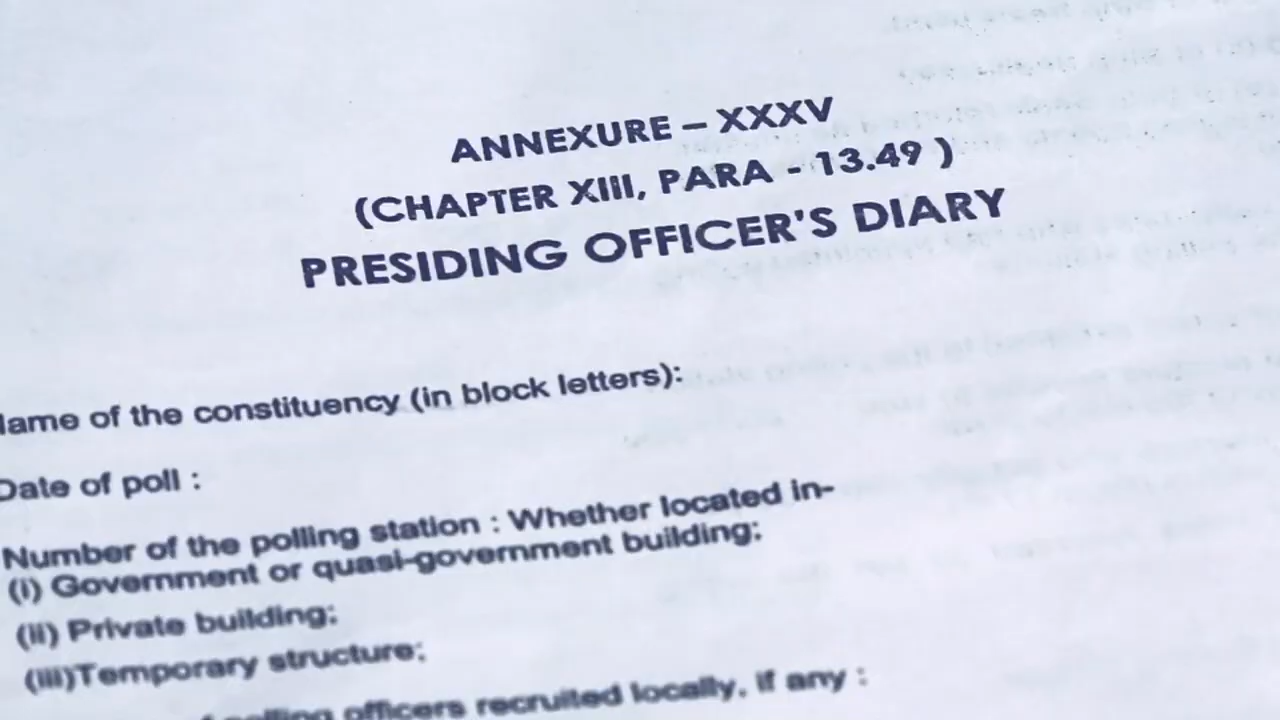 ANNEXURE – XXXV
(CHAPTER XIII, PARA - 13.49 )
PRESIDING OFFICER'S DIARY
ame of the constituency (in block letters):
Date of poll :
Number of the polling station : Whether located in-
(i) Government or quasi-government building;
(ii) Private building;
(iii)Temporary structure;
polling officers recruited locally, if any :